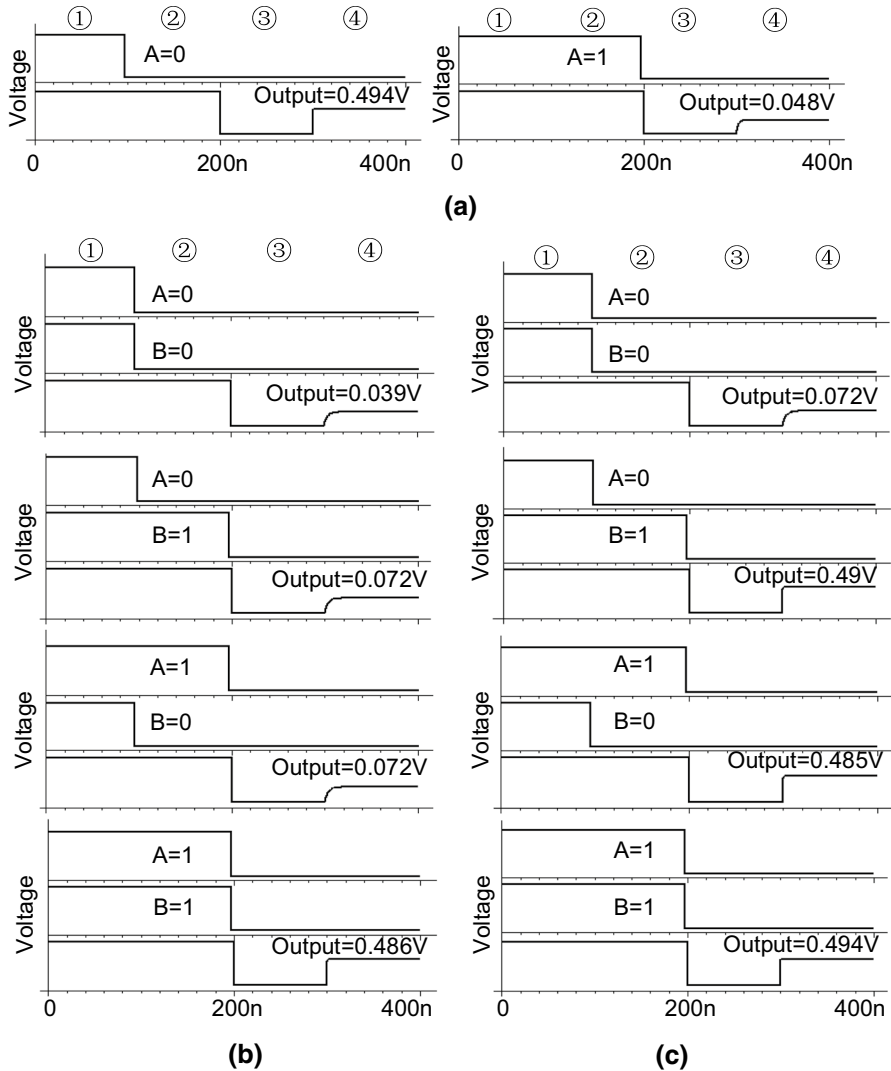 ① ② ③ ④
Voltage
A=0
Output=0.494V
0 200n 400n
① ② ③ ④
Voltage
A=1
Output=0.048V
0 200n 400n
(a)
① ② ③ ④
Voltage
A=0
B=0
Output=0.039V
Voltage
A=0
B=1
Output=0.072V
Voltage
A=1
B=0
Output=0.072V
Voltage
A=1
B=1
Output=0.486V
0 200n 400n
(b)
① ② ③ ④
Voltage
A=0
B=0
Output=0.072V
Voltage
A=0
B=1
Output=0.49V
Voltage
A=1
B=0
Output=0.485V
Voltage
A=1
B=1
Output=0.494V
0 200n 400n
(c)